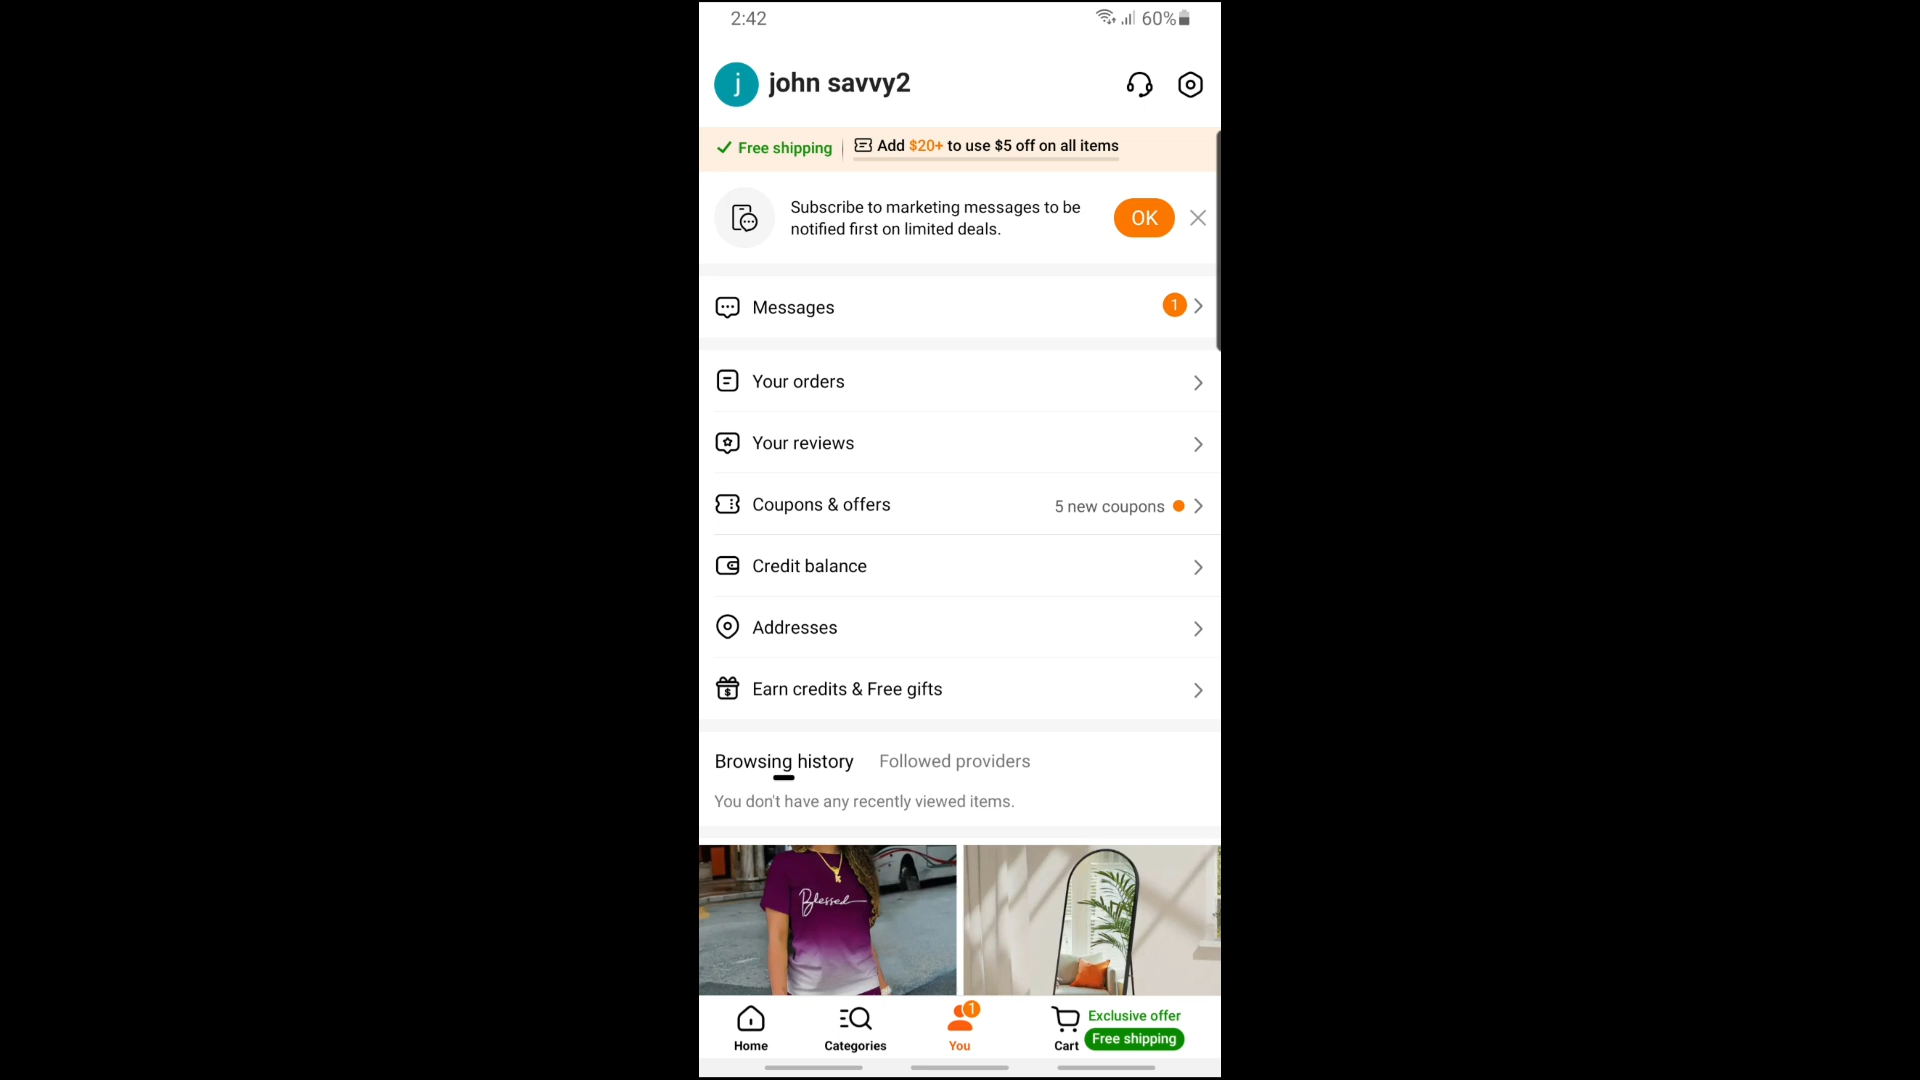 2:42
60%
j
john savvy2
Free shipping
Add $20+ to use $5 off on all items
Subscribe to marketing messages to be
notified first on limited deals.
OK
Messages
1
Your orders
Your reviews
Coupons & offers
5 new coupons
Credit balance
Addresses
Earn credits & Free gifts
Browsing history
Followed providers
You don't have any recently viewed items.
Blessed
Home
Categories
1
You
Cart
Exclusive offer
Free shipping